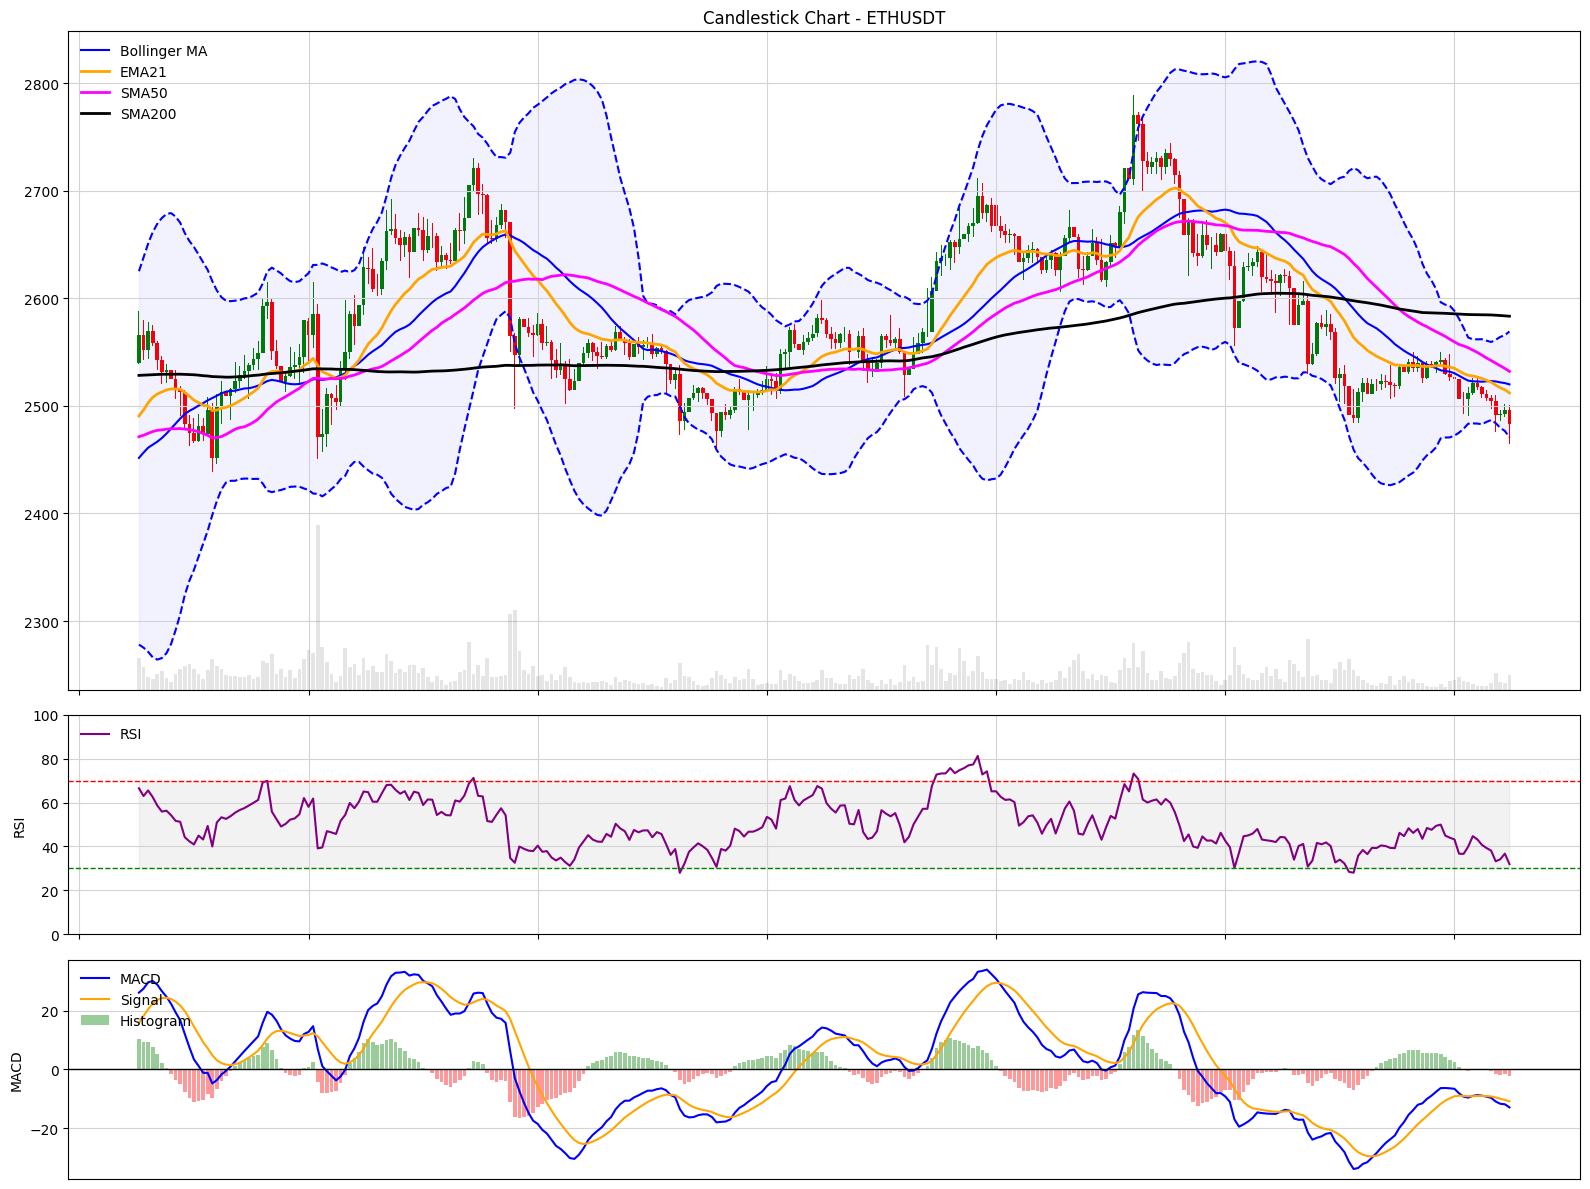 Candlestick Chart - ETHUSDT
Bollinger MA
EMA21
SMA50
SMA200
2800
2700
2600
2500
2400
2300
RSI
100
80
60
40
20
0
RSI
MACD
Signal
Histogram
20
0
−20
MACD